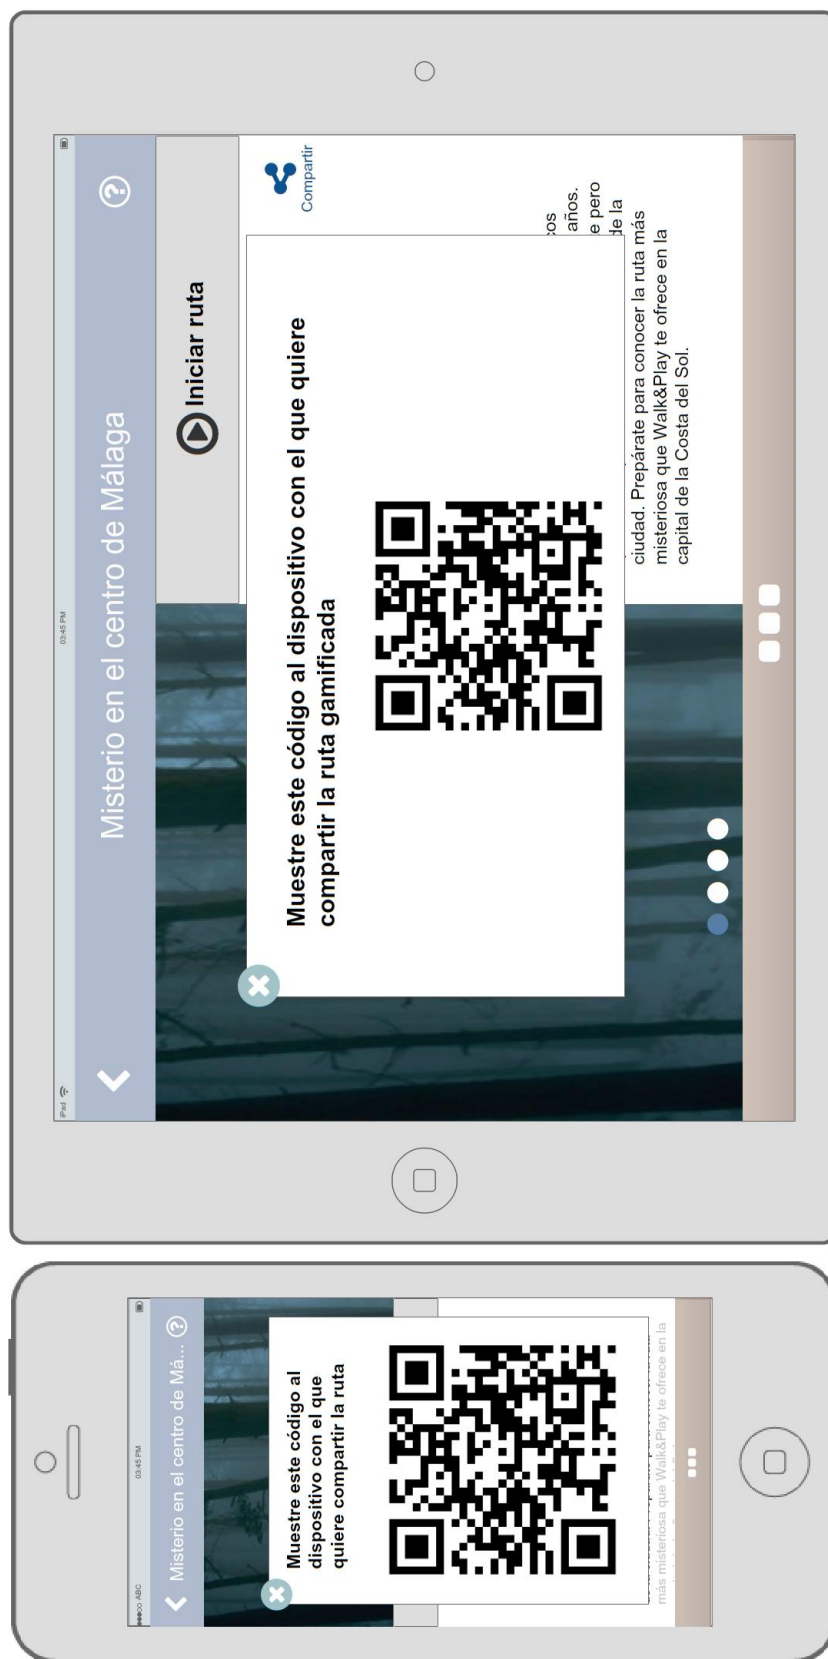 iPad
03:45 PM
Misterio en el centro de Málaga
?
Iniciar ruta
Compartir
Muestre este código al dispositivo con el que quiere
compartir la ruta gamificada
años.
e pero
de la
ciudad. Prepárate para conocer la ruta más
misteriosa que Walk&Play te ofrece en la
capital de la Costa del Sol.
ABC
03:45 PM
Misterio en el centro de Má...
?
Muestre este código al
dispositivo con el que
quiere compartir la ruta
más misteriosa que Walk&Play te ofrece en la